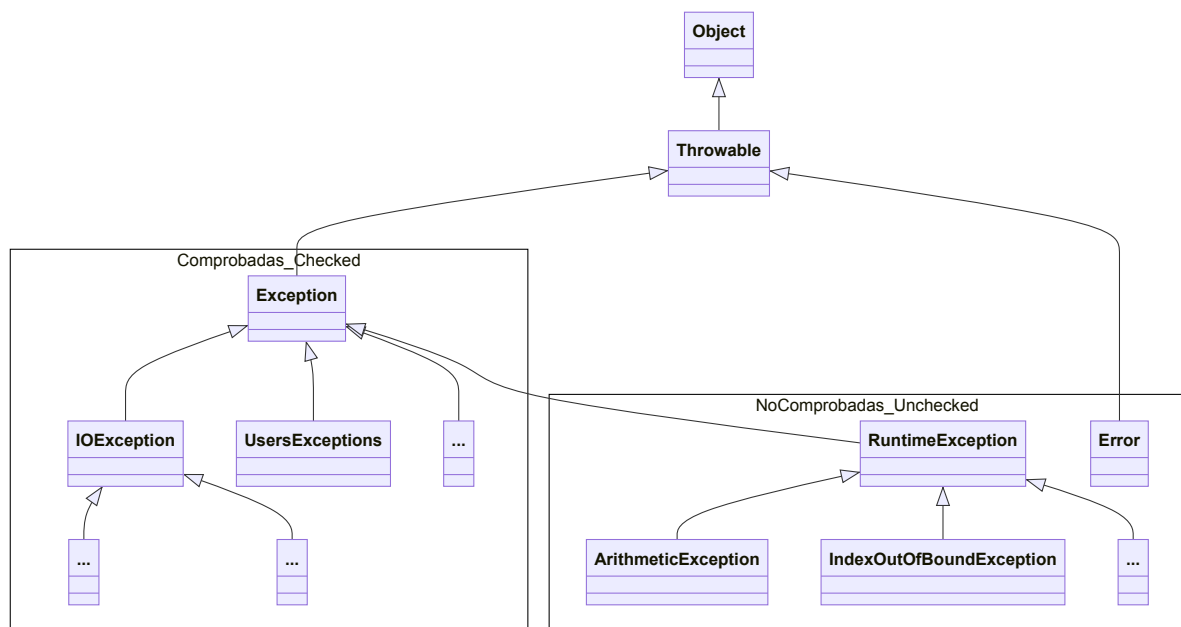 Object
Throwable
Comprobadas_Checked
Exception
NoComprobadas_Unchecked
IOException
UsersExceptions
...
RuntimeException
Error
...
...
ArithmeticException
IndexOutOfBoundException
...